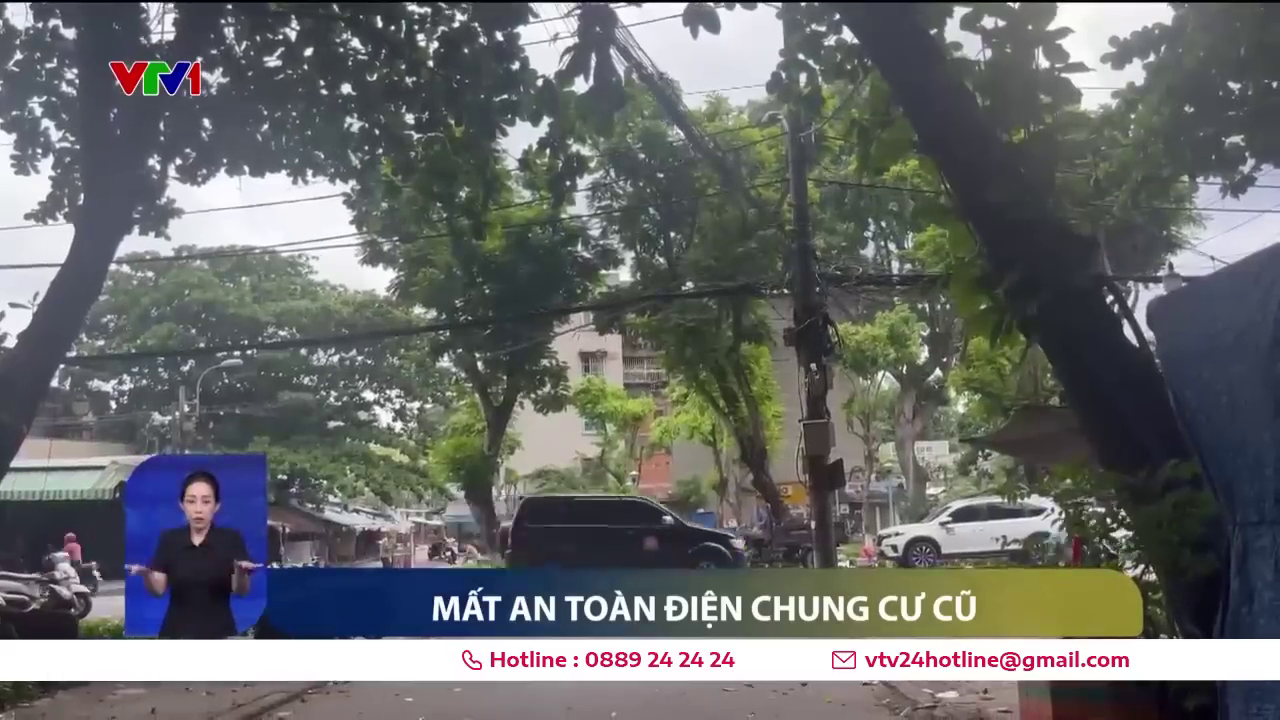 VTV1
MẤT AN TOÀN ĐIỆN CHUNG CƯ CŨ
Hotline : 0889 24 24 24
vtv24hotline@gmail.com